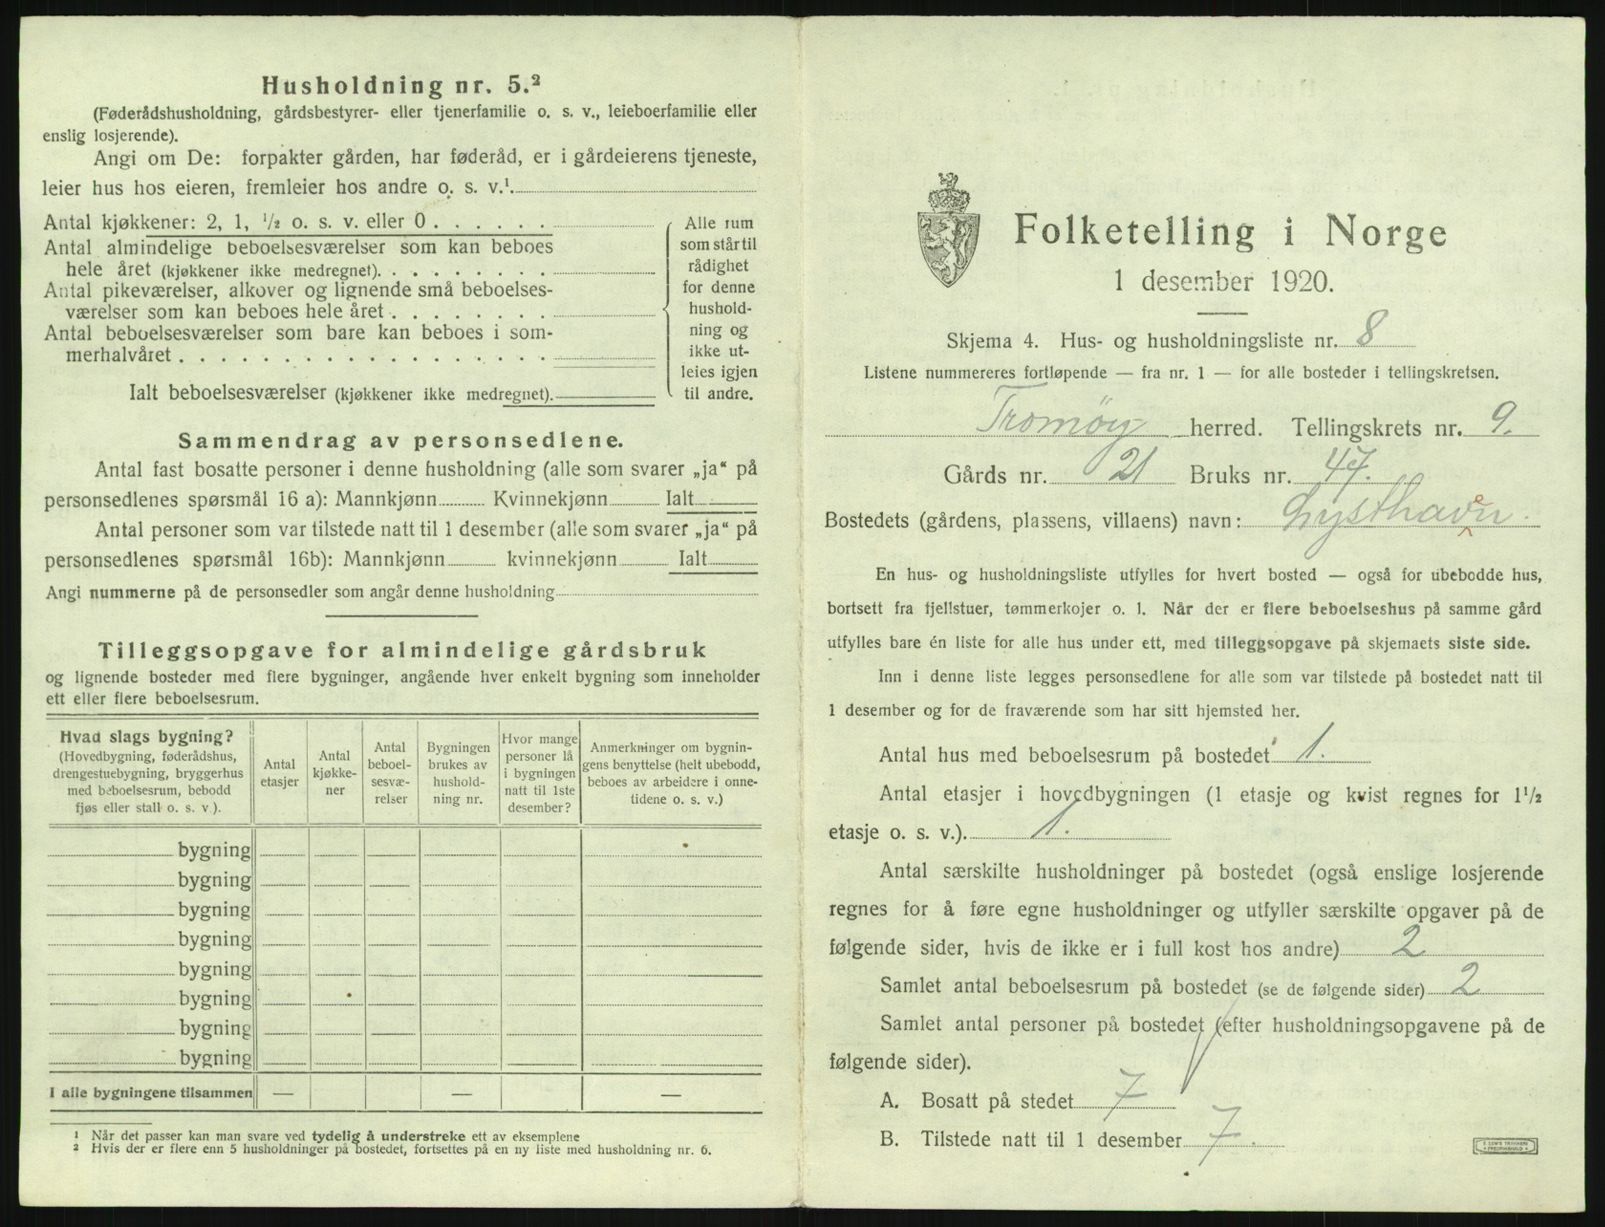 Husholdning nr. 5.²
(Føderådshusholdning, gårdsbestyrer- eller tjenerfamilie o. s. v., leieboerfamilie eller
enslig losjerende).
Angi om De: forpakter gården, har føderåd, er i gårdeierens tjeneste,
leier hus hos eieren, fremleier hos andre o. s. v.¹
Antal kjøkkener: 2, 1, ½ o. s. v. eller 0
Antal almindelige beboelsesværelser som kan beboes
hele året (kjøkkener ikke medregnet)
Antal pikeværelser, alkover og lignende små beboelses-
værelser som kan beboes hele året
Antal beboelsesværelser som bare kan beboes i som-
merhalvåret
Ialt beboelsesværelser (kjøkkener ikke medregnet)
Alle rum
som står til
rådighet
for denne
hushold-
ning og
ikke ut-
leies igjen
til andre.
Sammendrag av personsedlene.
Antal fast bosatte personer i denne husholdning (alle som svarer „ja“ på
personsedlenes spørsmål 16 a): Mannkjønn Kvinnekjønn Ialt
Antal personer som var tilstede natt til 1 desember (alle som svarer „ja“ på
personsedlenes spørsmål 16b): Mannkjønn kvinnekjønn Ialt
Angi nummerne på de personsedler som angår denne husholdning
Tilleggsopgave for almindelige gårdsbruk
og lignende bosteder med flere bygninger, angående hver enkelt bygning som inneholder
ett eller flere beboelsesrum.
Hvad slags bygning?
(Hovedbygning, føderådshus,
drengestuebygning, bryggerhus
med beboelsesrum, bebodd
fjøs eller stall o. s. v.).
Antal
etasjer
Antal
kjøkke-
ner
Antal
beboel-
sesvæ-
relser
Bygningen
brukes av
hushold-
ning nr.
Hvor mange
personer lå
i bygningen
natt til 1ste
desember?
Anmerkninger om bygnin-
gens benyttelse (helt ubebodd,
beboes av arbeidere i onne-
tidene o. s. v.)
bygning
bygning
bygning
bygning
bygning
bygning
bygning
bygning
I alle bygningene tilsammen — — —
¹ Når det passer kan man svare ved tydelig å understreke ett av eksemplene
² Hvis der er flere enn 5 husholdninger på bostedet, fortsettes på en ny liste med husholdning nr. 6.
Folketelling i Norge
1 desember 1920.
Skjema 4. Hus- og husholdningsliste nr. 8
Listene nummereres fortløpende — fra nr. 1 — for alle bosteder i tellingskretsen.
Tromøy herred. Tellingskrets nr. 9.
Gårds nr. 21 Bruks nr. 47.
Bostedets (gårdens, plassens, villaens) navn: Lysthaven.
En hus- og husholdningsliste utfylles for hvert bosted — også for ubebodde hus,
bortsett fra fjellstuer, tømmerkojer o. l. Når der er flere beboelseshus på samme gård
utfylles bare én liste for alle hus under ett, med tilleggsopgave på skjemaets siste side.
Inn i denne liste legges personsedlene for alle som var tilstede på bostedet natt til
1 desember og for de fraværende som har sitt hjemsted her.
Antal hus med beboelsesrum på bostedet 1.
Antal etasjer i hovedbygningen (1 etasje og kvist regnes for 1½
etasje o. s. v.). 1.
Antal særskilte husholdninger på bostedet (også enslige losjerende
regnes for å føre egne husholdninger og utfyller særskilte opgaver på de
følgende sider, hvis de ikke er i full kost hos andre) 2
Samlet antal beboelsesrum på bostedet (se de følgende sider) 2
Samlet antal personer på bostedet (efter husholdningsopgavene på de
følgende sider).
A. Bosatt på stedet 7
B. Tilstede natt til 1 desember 7.